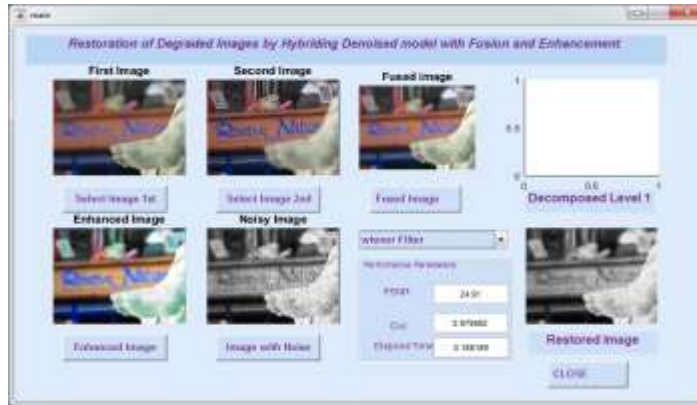 main
Restoration of Degraded Images by Hybriding Denoised model with Fusion and Enhancement
First Image
Second Image
Fused Image
1
0.5
0
0
0.5
1
Select Image 1st
Select Image 2nd
Fused Image
Decomposed Level 1
Enhanced Image
Noisy Image
wiener Filter
Performance Parameters
PSNR
24.91
Elapsed Time
Enhanced Image
Image with Noise
Restored Image
CLOSE